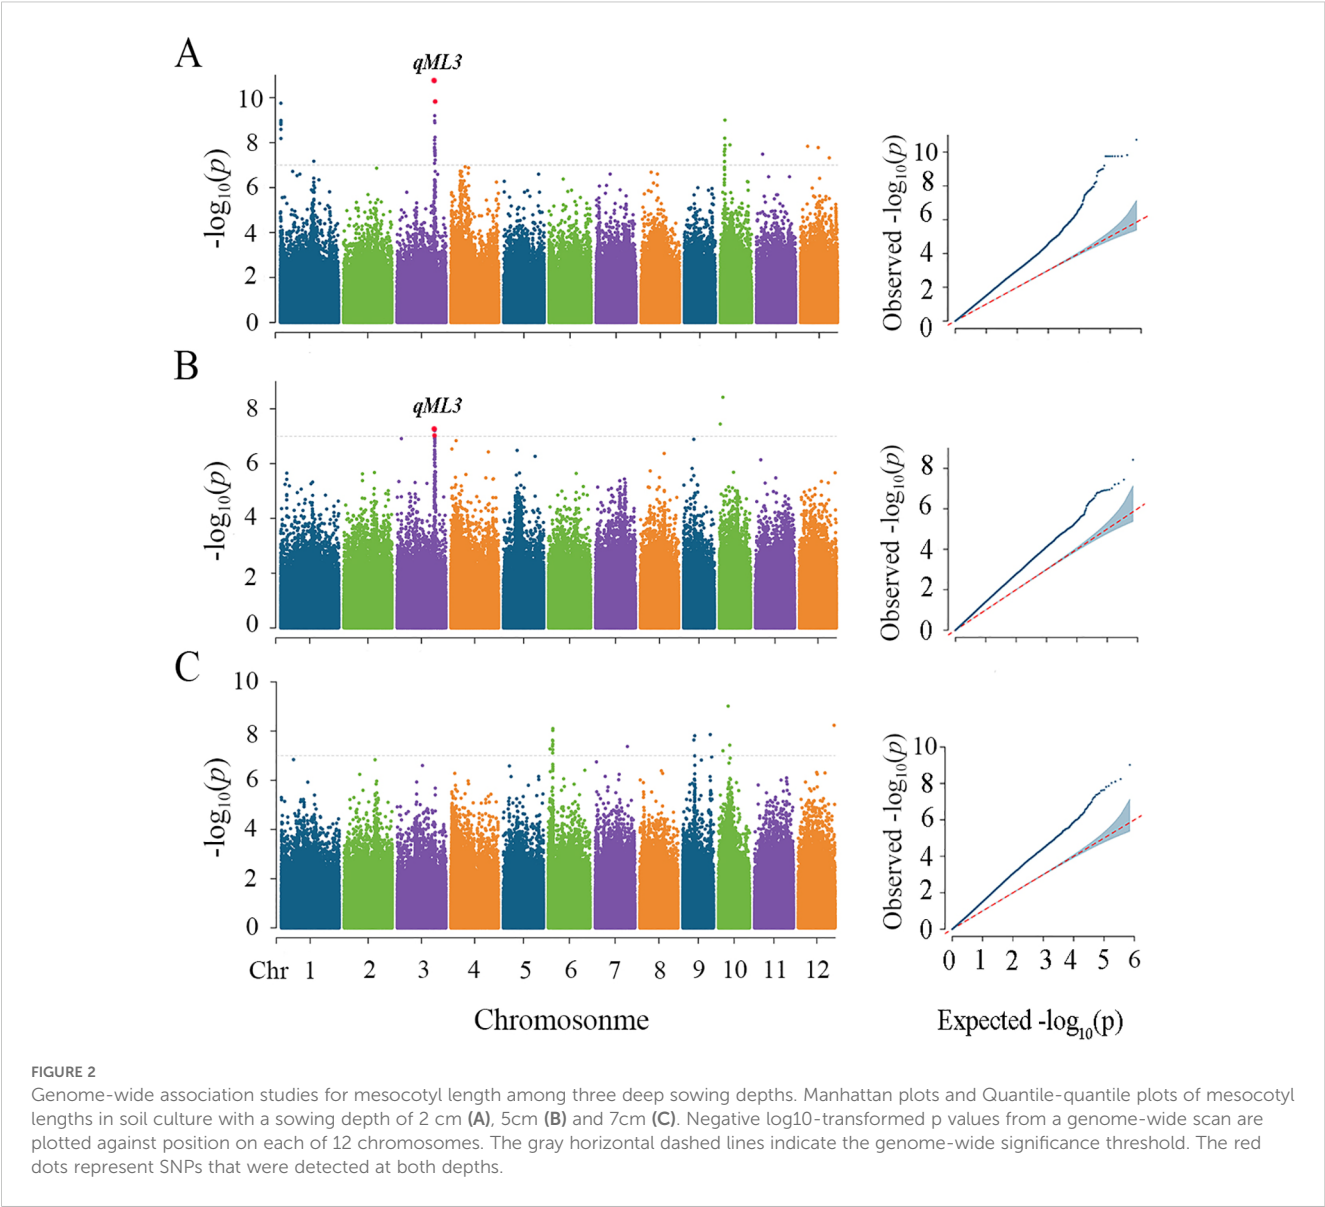 A
qML3
-log10(p)
10
8
6
4
2
0
Observed -log10(p)
10
8
6
4
2
0
B
qML3
-log10(p)
8
6
4
2
0
Observed -log10(p)
8
6
4
2
0
C
-log10(p)
10
8
6
4
2
0
Chr 1 2 3 4 5 6 7 8 9 10 11 12
Chromosonme
Observed -log10(p)
10
8
6
4
2
0
0 1 2 3 4 5 6
Expected -log10(p)
FIGURE 2
Genome-wide association studies for mesocotyl length among three deep sowing depths. Manhattan plots and Quantile-quantile plots of mesocotyl
lengths in soil culture with a sowing depth of 2 cm (A), 5cm (B) and 7cm (C). Negative log10-transformed p values from a genome-wide scan are
plotted against position on each of 12 chromosomes. The gray horizontal dashed lines indicate the genome-wide significance threshold. The red
dots represent SNPs that were detected at both depths.